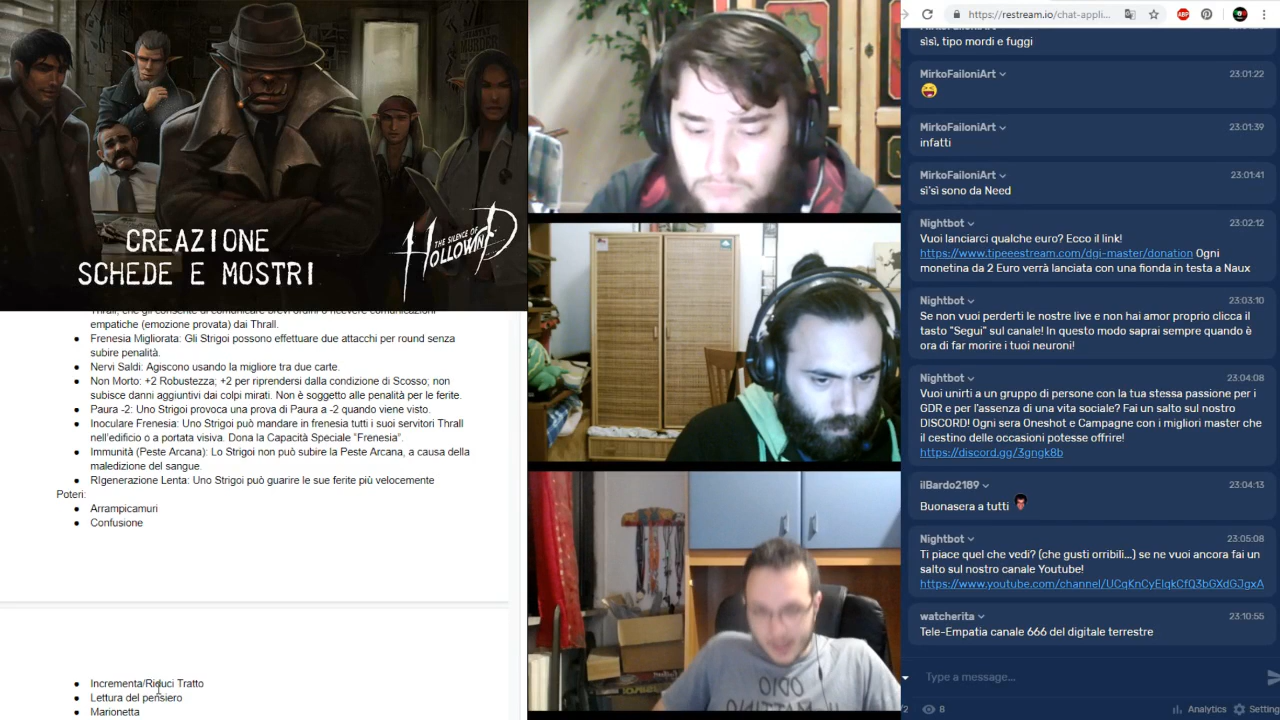 CREAZIONE
SCHEDE E MOSTRI
THE SILENCE OF
HOLLOWIND
Thrall, che gli consente di comunicare brevi ordini o ricevere comunicazioni
empatiche (emozione provata) dai Thrall.
● Frenesia Migliorata: Gli Strigoi possono effettuare due attacchi per round senza
subire penalità.
● Nervi Saldi: Agiscono usando la migliore tra due carte.
● Non Morto: +2 Robustezza; +2 per riprendersi dalla condizione di Scosso; non
subisce danni aggiuntivi dai colpi mirati. Non è soggetto alle penalità per le ferite.
● Paura -2: Uno Strigoi provoca una prova di Paura a -2 quando viene visto.
● Inoculare Frenesia: Uno Strigoi può mandare in frenesia tutti i suoi servitori Thrall
nell'edificio o a portata visiva. Dona la Capacità Speciale "Frenesia".
● Immunità (Peste Arcana): Lo Strigoi non può subire la Peste Arcana, a causa della
maledizione del sangue.
● RIgenerazione Lenta: Uno Strigoi può guarire le sue ferite più velocemente
Poteri:
● Arrampicamuri
● Confusione
● Incrementa/Riduci Tratto
● Lettura del pensiero
● Marionetta
ODIO
IL MATTINO
https://restream.io/chat-appli...
ABP
MirkoFailoniArt
sìsì, tipo mordi e fuggi
MirkoFailoniArt 23:01:22
MirkoFailoniArt 23:01:39
infatti
MirkoFailoniArt 23:01:41
sì'sì sono da Need
Nightbot 23:02:12
Vuoi lanciarci qualche euro? Ecco il link!
https://www.tipeeestream.com/dgi-master/donation Ogni
monetina da 2 Euro verrà lanciata con una fionda in testa a Naux
Nightbot 23:03:10
Se non vuoi perderti le nostre live e non hai amor proprio clicca il
tasto "Segui" sul canale! In questo modo saprai sempre quando è
ora di far morire i tuoi neuroni!
Nightbot 23:04:08
Vuoi unirti a un gruppo di persone con la tua stessa passione per i
GDR e per l'assenza di una vita sociale? Fai un salto sul nostro
DISCORD! Ogni sera Oneshot e Campagne con i migliori master che
il cestino delle occasioni potesse offrire!
https://discord.gg/3gngk8b
ilBardo2189 23:04:13
Buonasera a tutti
Nightbot 23:05:08
Ti piace quel che vedi? (che gusti orribili...) se ne vuoi ancora fai un
salto sul nostro canale Youtube!
https://www.youtube.com/channel/UCqKnCyElqkCfQ3bGXdGJgxA
watcherita 23:10:55
Tele-Empatia canale 666 del digitale terrestre
Type a message...
/2 8 Analytics Setting